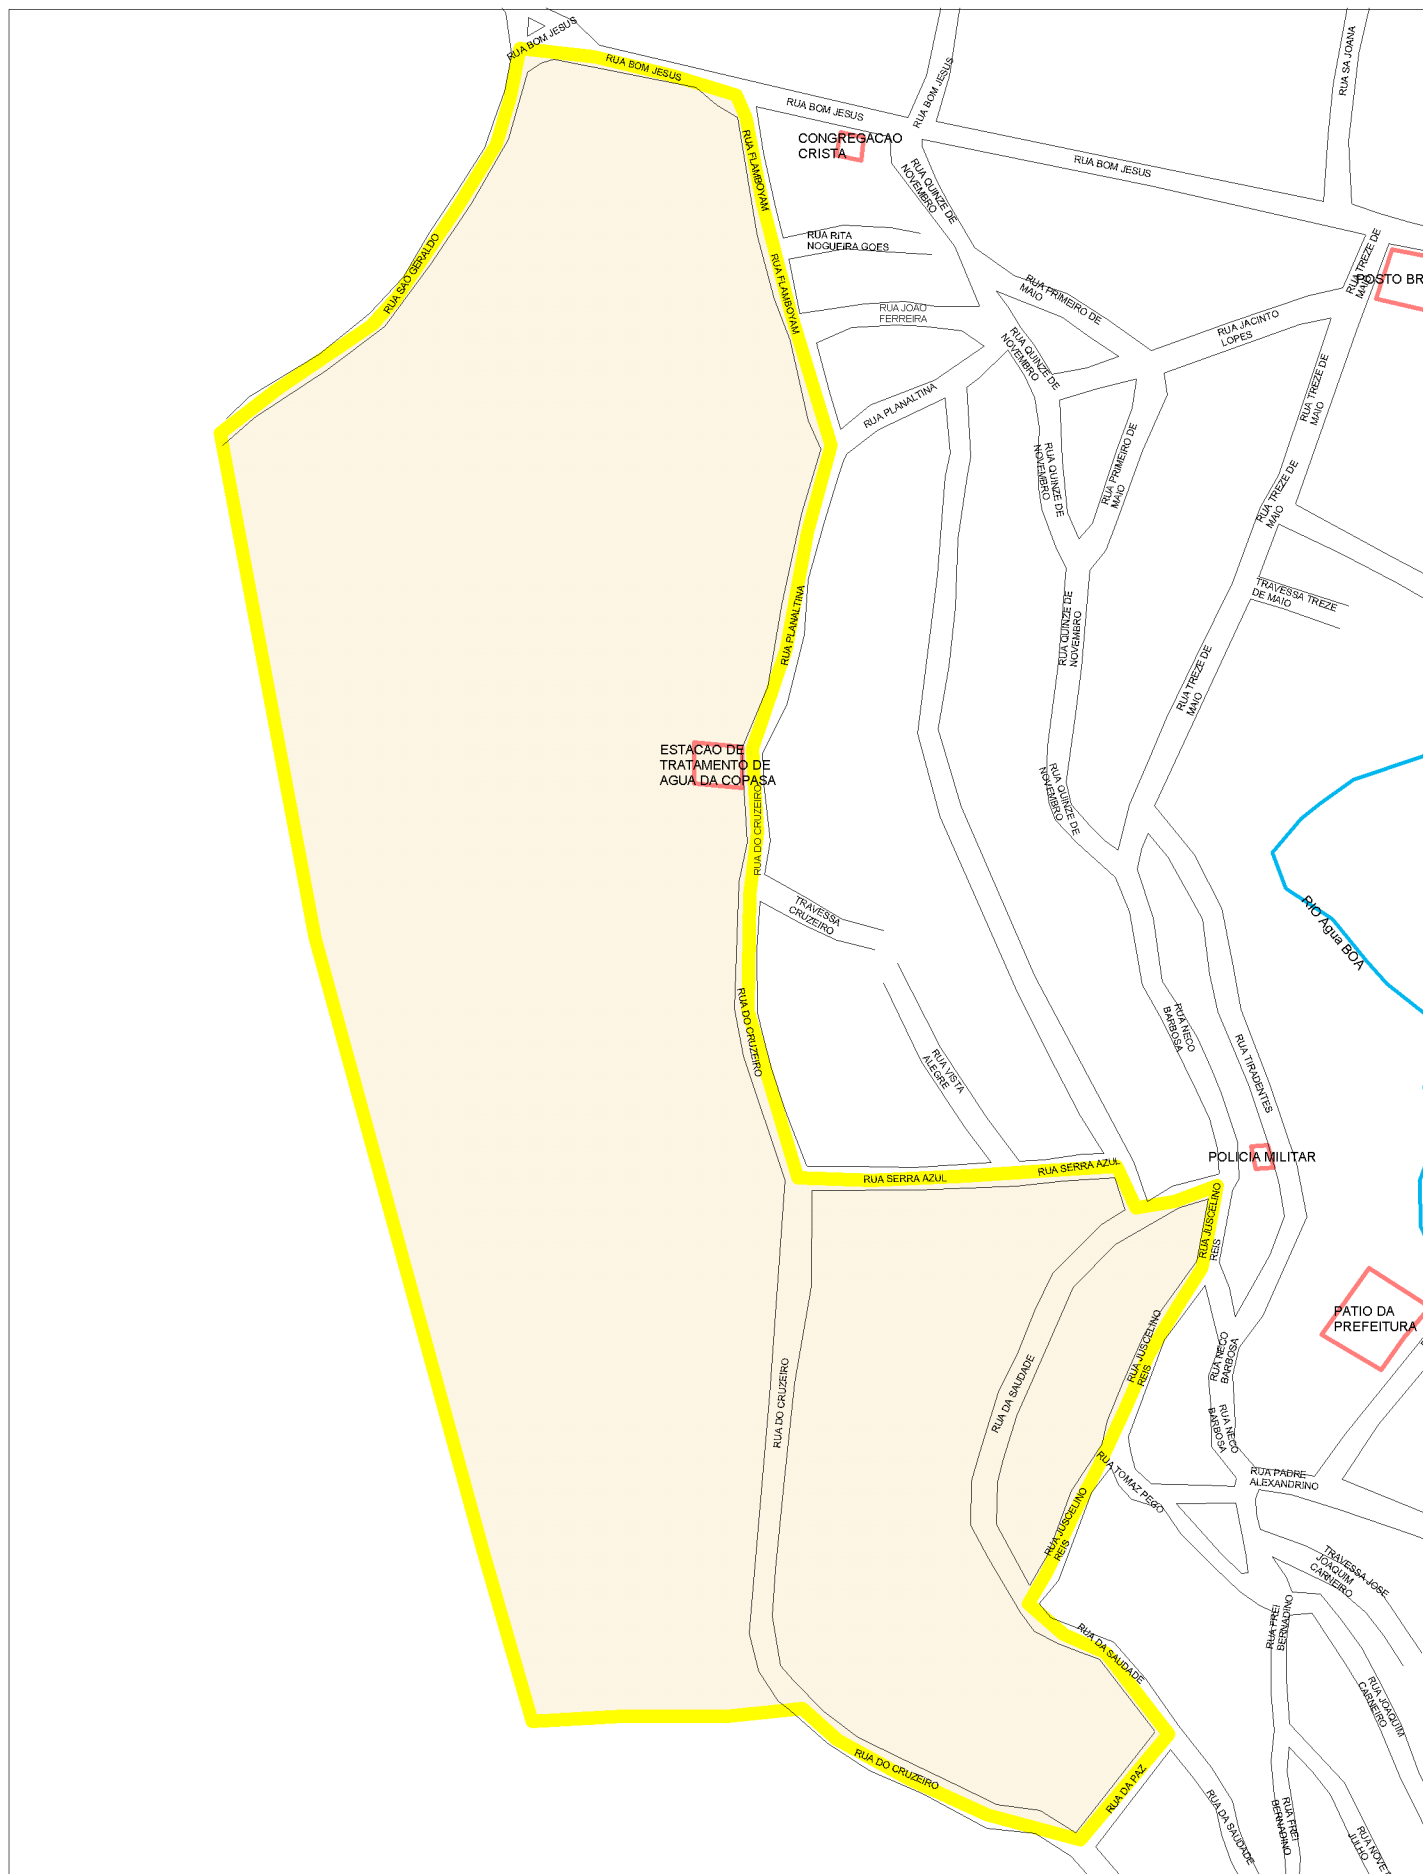 RUA BOM JESUS
RUA BOM JESUS
RUA BOM JESUS
RUA BOM JESUS
RUA SA JOANA
CONGREGACAO
CRISTA
RUA BOM JESUS
RUA FLAMBOYAM
RUA QUINZE DE
NOVEMBRO
RUA SAO GERALDO
RUA RITA
NOGUEIRA GOES
RUA TREZE DE
MAIO
POSTO BR
RUA FLAMBOYAM
RUA PRIMEIRO DE
MAIO
RUA JOAO
FERREIRA
RUA JACINTO
LOPES
RUA QUINZE DE
NOVEMBRO
RUA PLANALTINA
RUA TREZE DE
MAIO
RUA QUINZE DE
NOVEMBRO
RUA PRIMEIRO DE
MAIO
RUA TREZE DE
MAIO
RUA PLANALTINA
RUA QUINZE DE
NOVEMBRO
TRAVESSA TREZE
DE MAIO
RUA TREZE DE
MAIO
ESTACAO DE
TRATAMENTO DE
AGUA DA COPASA
RUA DO CRUZEIRO
RUA QUINZE DE
NOVEMBRO
TRAVESSA
CRUZEIRO
RIO Agua BOA
RUA DO CRUZEIRO
RUA NECO
BARBOSA
RUA VISTA
ALEGRE
RUA TIRADENTES
POLICIA MILITAR
RUA SERRA AZUL
RUA SERRA AZUL
RUA JUSCELINO
REIS
PATIO DA
PREFEITURA
RUA JUSCELINO
REIS
RUA NECO
BARBOSA
RUA DA SAUDADE
RUA DO CRUZEIRO
RUA NECO
BARBOSA
RUA TOMAZ PEGO
RUA PADRE
ALEXANDRINO
RUA JUSCELINO
REIS
TRAVESSA JOSE
JOAQUIM
CARNEIRO
RUA FREI
BERNADINO
RUA DA SAUDADE
RUA JOAQUIM
CARNEIRO
RUA DO CRUZEIRO
RUA DA PAZ
RUA DA SAUDADE
RUA FREI
BERNADINO
RUA NOVE
JULHO